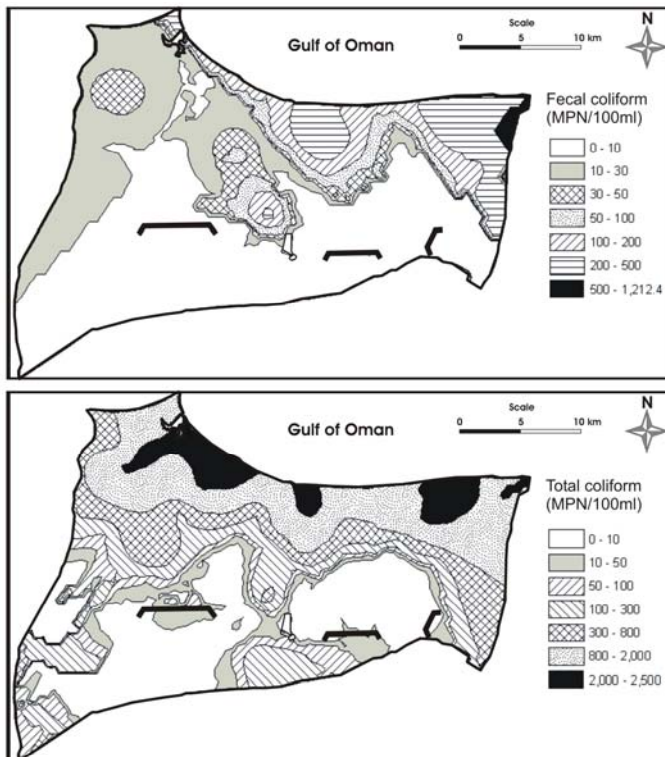 Gulf of Oman
Scale
0 5 10 km
N
Fecal coliform
(MPN/100ml)
0 - 10
10 - 30
30 - 50
50 - 100
100 - 200
200 - 500
500 - 1,212.4
Gulf of Oman
Scale
0 5 10 km
N
Total coliform
(MPN/100ml)
0 - 10
10 - 50
50 - 100
100 - 300
300 - 800
800 - 2,000
2,000 - 2,500